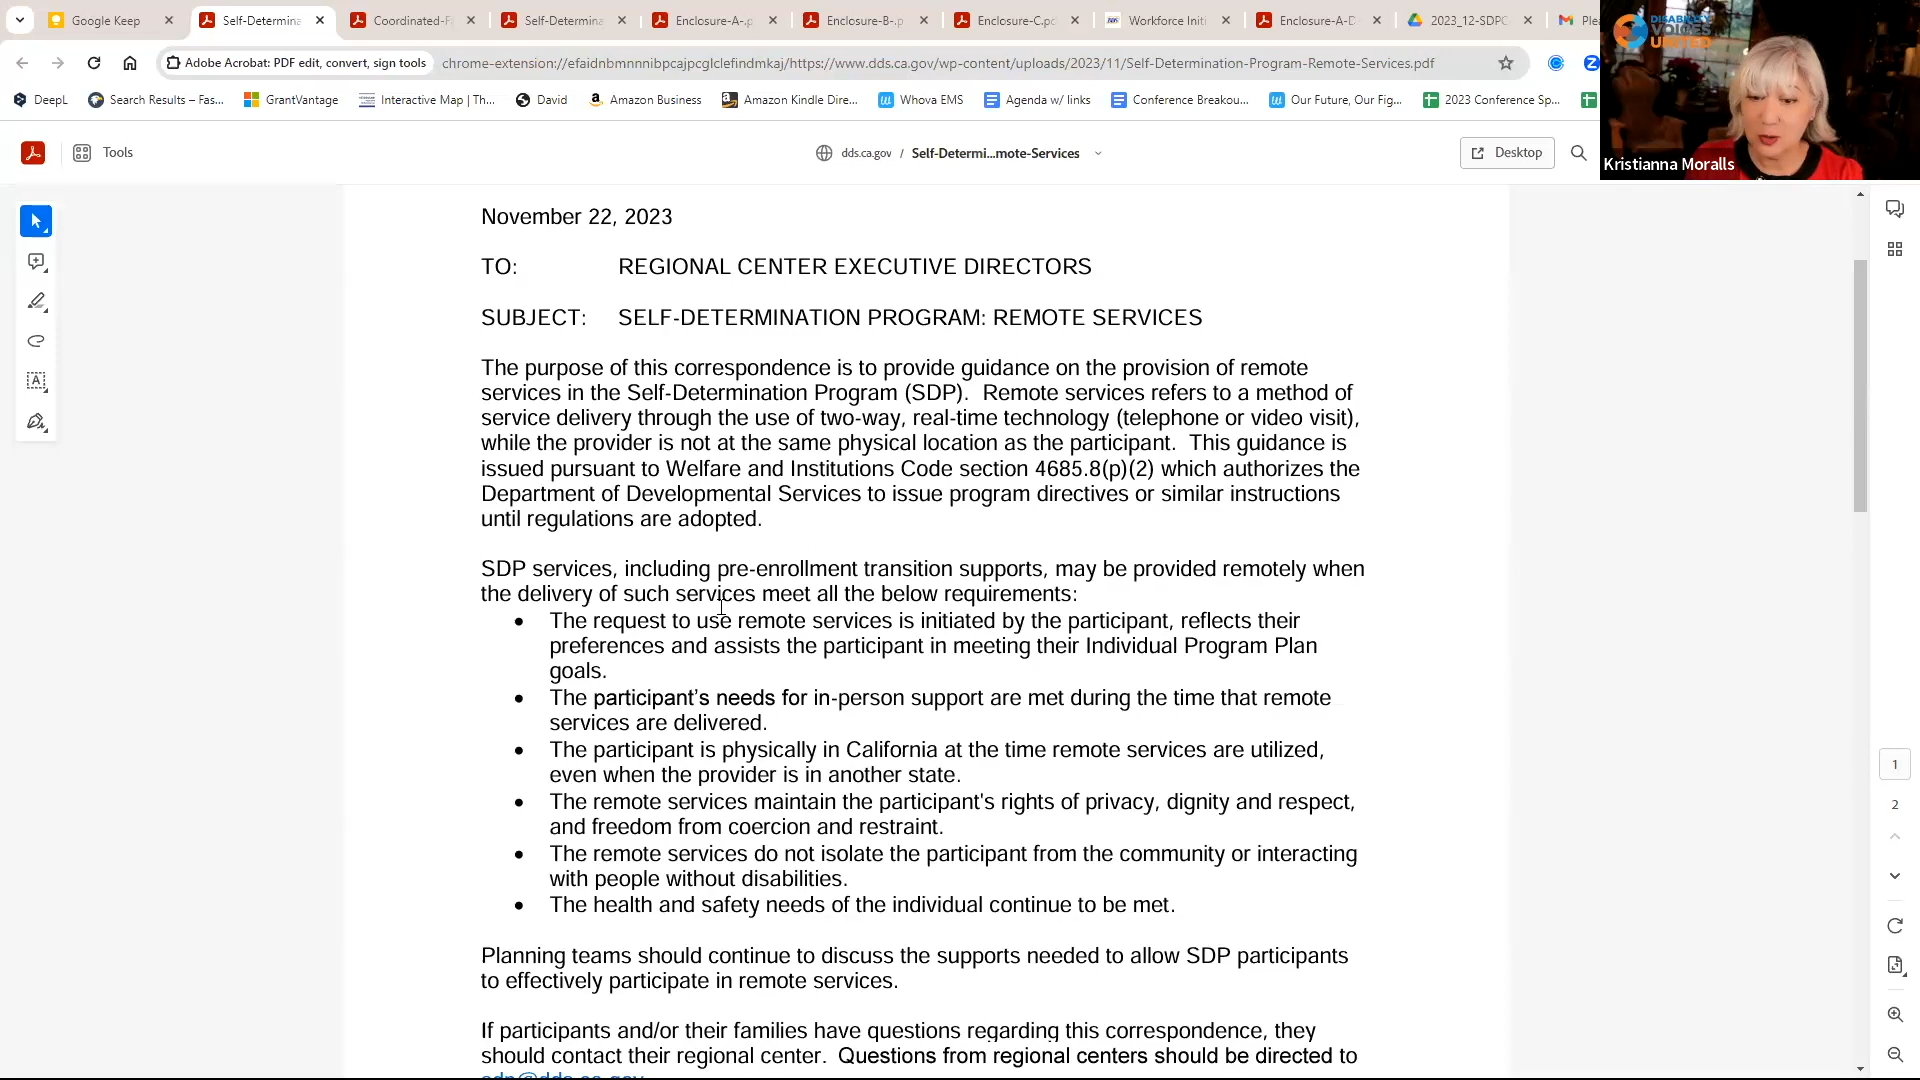 Google Keep
Self-Determina
Coordinated-F
Self-Determina
Enclosure-A-.p
Enclosure-B-.p
Enclosure-C.pd
Workforce Initi
Enclosure-A-D
2023_12-SDPC
Plea
Adobe Acrobat: PDF edit, convert, sign tools
chrome-extension://efaidnbmnnnibpcajpcglclefindmkaj/https://www.dds.ca.gov/wp-content/uploads/2023/11/Self-Determination-Program-Remote-Services.pdf
DeepL
Search Results – Fas...
GrantVantage
Interactive Map | Th...
David
Amazon Business
Amazon Kindle Dire...
Whova EMS
Agenda w/ links
Conference Breakou...
Our Future, Our Fig...
2023 Conference Sp...
DISABILITY
VOICES
UNITED
Kristianna Moralls
Tools
dds.ca.gov / Self-Determi...mote-Services
Desktop
November 22, 2023
TO: REGIONAL CENTER EXECUTIVE DIRECTORS
SUBJECT: SELF-DETERMINATION PROGRAM: REMOTE SERVICES
The purpose of this correspondence is to provide guidance on the provision of remote
services in the Self-Determination Program (SDP). Remote services refers to a method of
service delivery through the use of two-way, real-time technology (telephone or video visit),
while the provider is not at the same physical location as the participant. This guidance is
issued pursuant to Welfare and Institutions Code section 4685.8(p)(2) which authorizes the
Department of Developmental Services to issue program directives or similar instructions
until regulations are adopted.
SDP services, including pre-enrollment transition supports, may be provided remotely when
the delivery of such services meet all the below requirements:
• The request to use remote services is initiated by the participant, reflects their
preferences and assists the participant in meeting their Individual Program Plan
goals.
• The participant's needs for in-person support are met during the time that remote
services are delivered.
• The participant is physically in California at the time remote services are utilized,
even when the provider is in another state.
• The remote services maintain the participant's rights of privacy, dignity and respect,
and freedom from coercion and restraint.
• The remote services do not isolate the participant from the community or interacting
with people without disabilities.
• The health and safety needs of the individual continue to be met.
Planning teams should continue to discuss the supports needed to allow SDP participants
to effectively participate in remote services.
If participants and/or their families have questions regarding this correspondence, they
should contact their regional center. Questions from regional centers should be directed to
sdp@dds.ca.gov
1
2